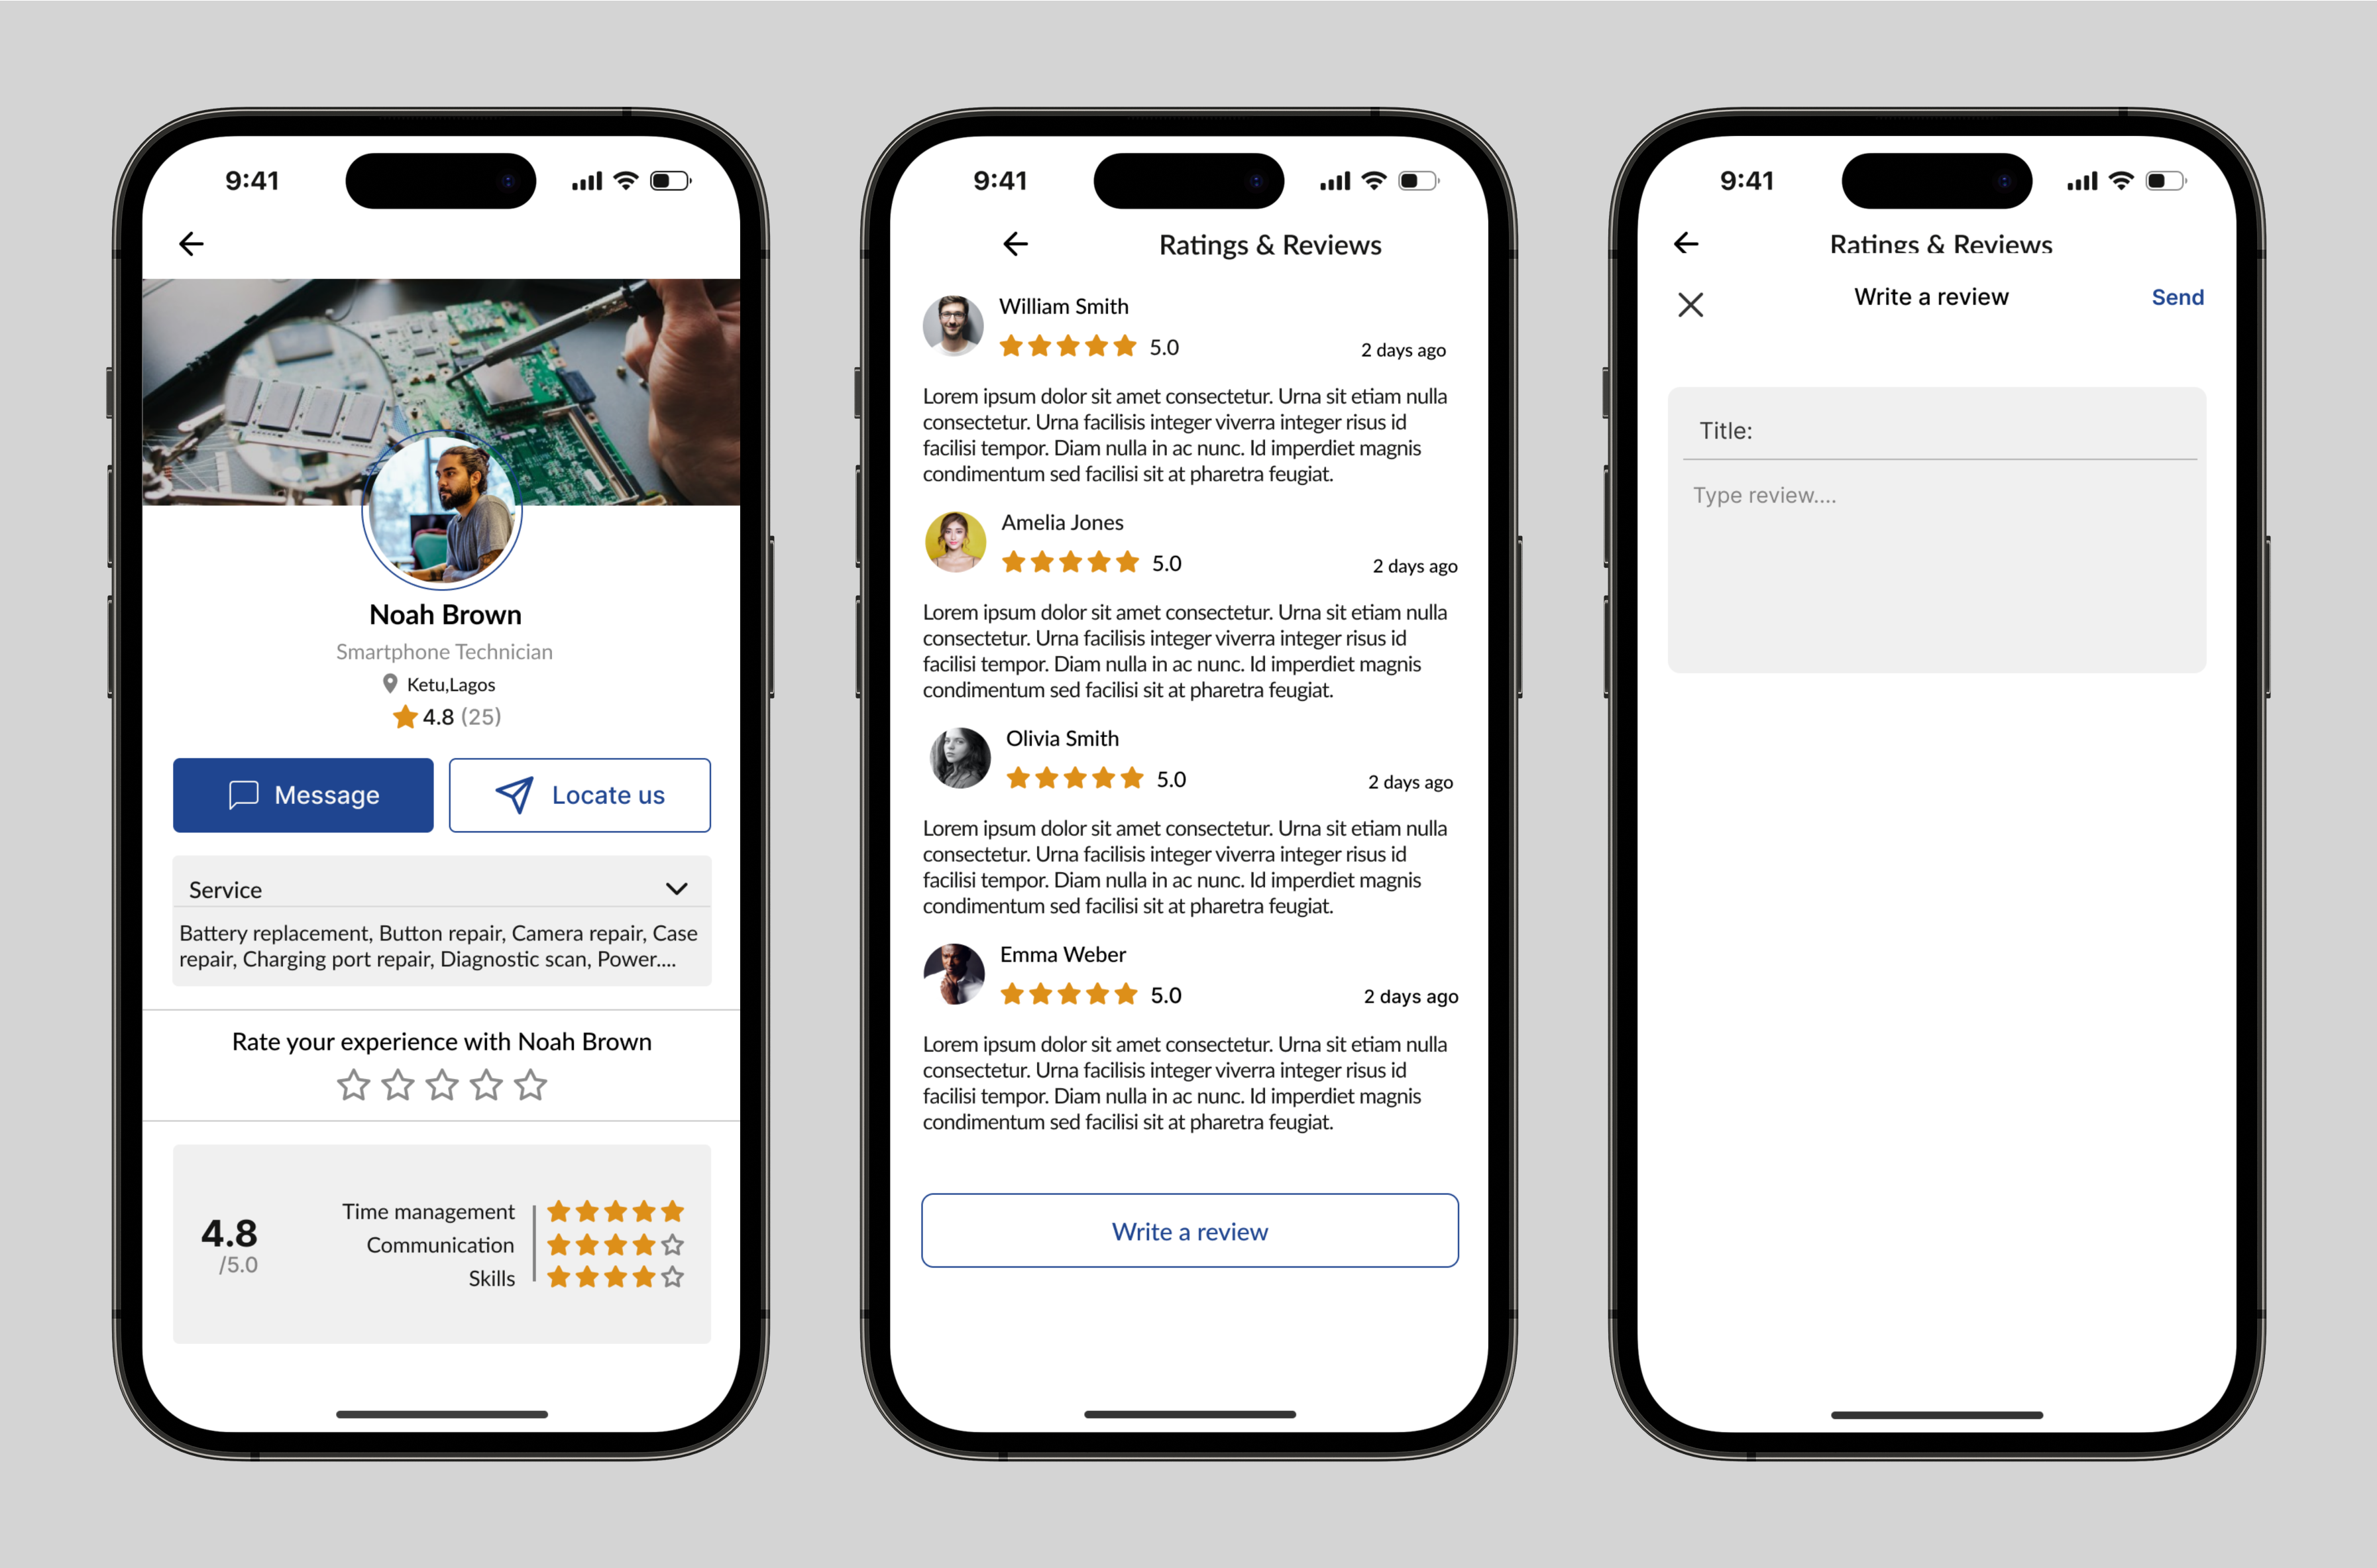 9:41
Noah Brown
Smartphone Technician
Ketu,Lagos
4.8 (25)
Message
Locate us
Service
Battery replacement, Button repair, Camera repair, Case
repair, Charging port repair, Diagnostic scan, Power....
Rate your experience with Noah Brown
4.8
/5.0
Time management
Communication
Skills
9:41
Ratings & Reviews
William Smith
5.0
2 days ago
Lorem ipsum dolor sit amet consectetur. Urna sit etiam nulla
consectetur. Urna facilisis integer viverra integer risus id
facilisi tempor. Diam nulla in ac nunc. Id imperdiet magnis
condimentum sed facilisi sit at pharetra feugiat.
Amelia Jones
5.0
2 days ago
Lorem ipsum dolor sit amet consectetur. Urna sit etiam nulla
consectetur. Urna facilisis integer viverra integer risus id
facilisi tempor. Diam nulla in ac nunc. Id imperdiet magnis
condimentum sed facilisi sit at pharetra feugiat.
Olivia Smith
5.0
2 days ago
Lorem ipsum dolor sit amet consectetur. Urna sit etiam nulla
consectetur. Urna facilisis integer viverra integer risus id
facilisi tempor. Diam nulla in ac nunc. Id imperdiet magnis
condimentum sed facilisi sit at pharetra feugiat.
Emma Weber
5.0
2 days ago
Lorem ipsum dolor sit amet consectetur. Urna sit etiam nulla
consectetur. Urna facilisis integer viverra integer risus id
facilisi tempor. Diam nulla in ac nunc. Id imperdiet magnis
condimentum sed facilisi sit at pharetra feugiat.
Write a review
9:41
Ratings & Reviews
Write a review
Send
Title:
Type review....